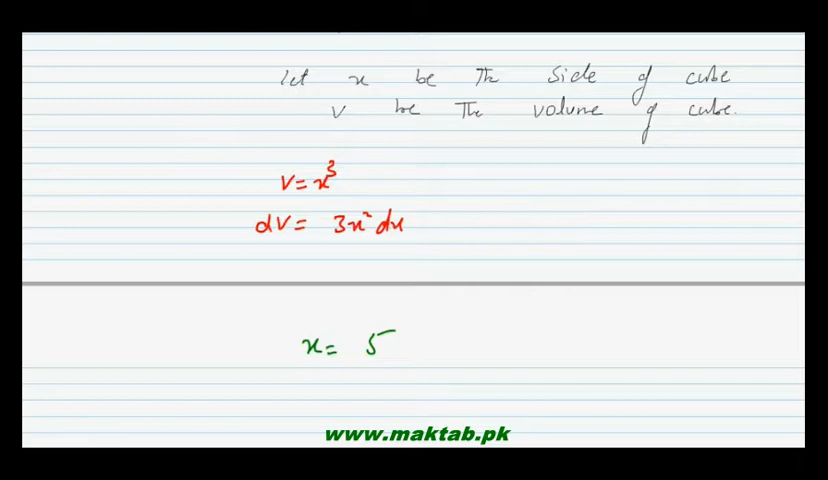 let x be the side of cube
V be the volume of cube.
V = x³
dV = 3x² dx
x = 5
www.maktab.pk